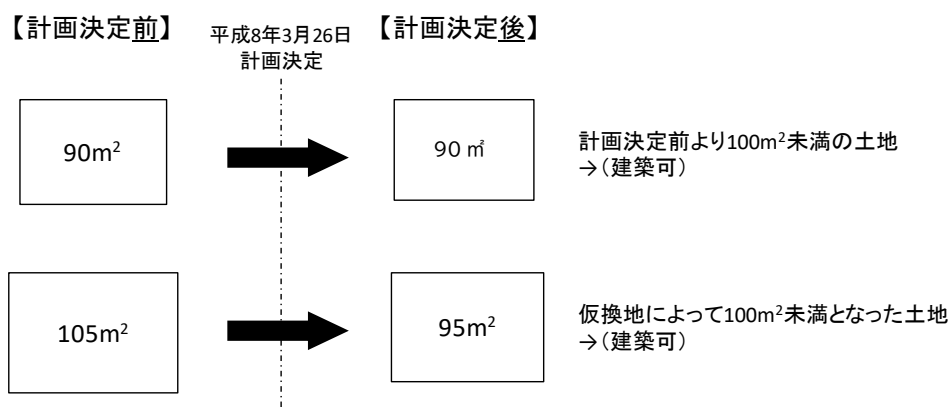 【計画決定前】
平成8年3月26日
計画決定
【計画決定後】
90m²
90㎡
計画決定前より100m²未満の土地
→(建築可)
105m²
95m²
仮換地によって100m²未満となった土地
→(建築可)